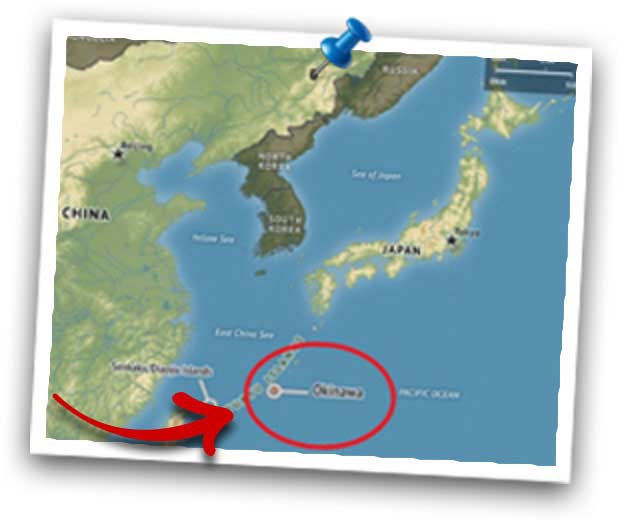 RUSSIA
Beijing
NORTH
KOREA
Sea of Japan
CHINA
SOUTH
KOREA
Yellow Sea
Tokyo
JAPAN
East China Sea
Senkaku/Diaoyu Islands
Okinawa
PACIFIC OCEAN